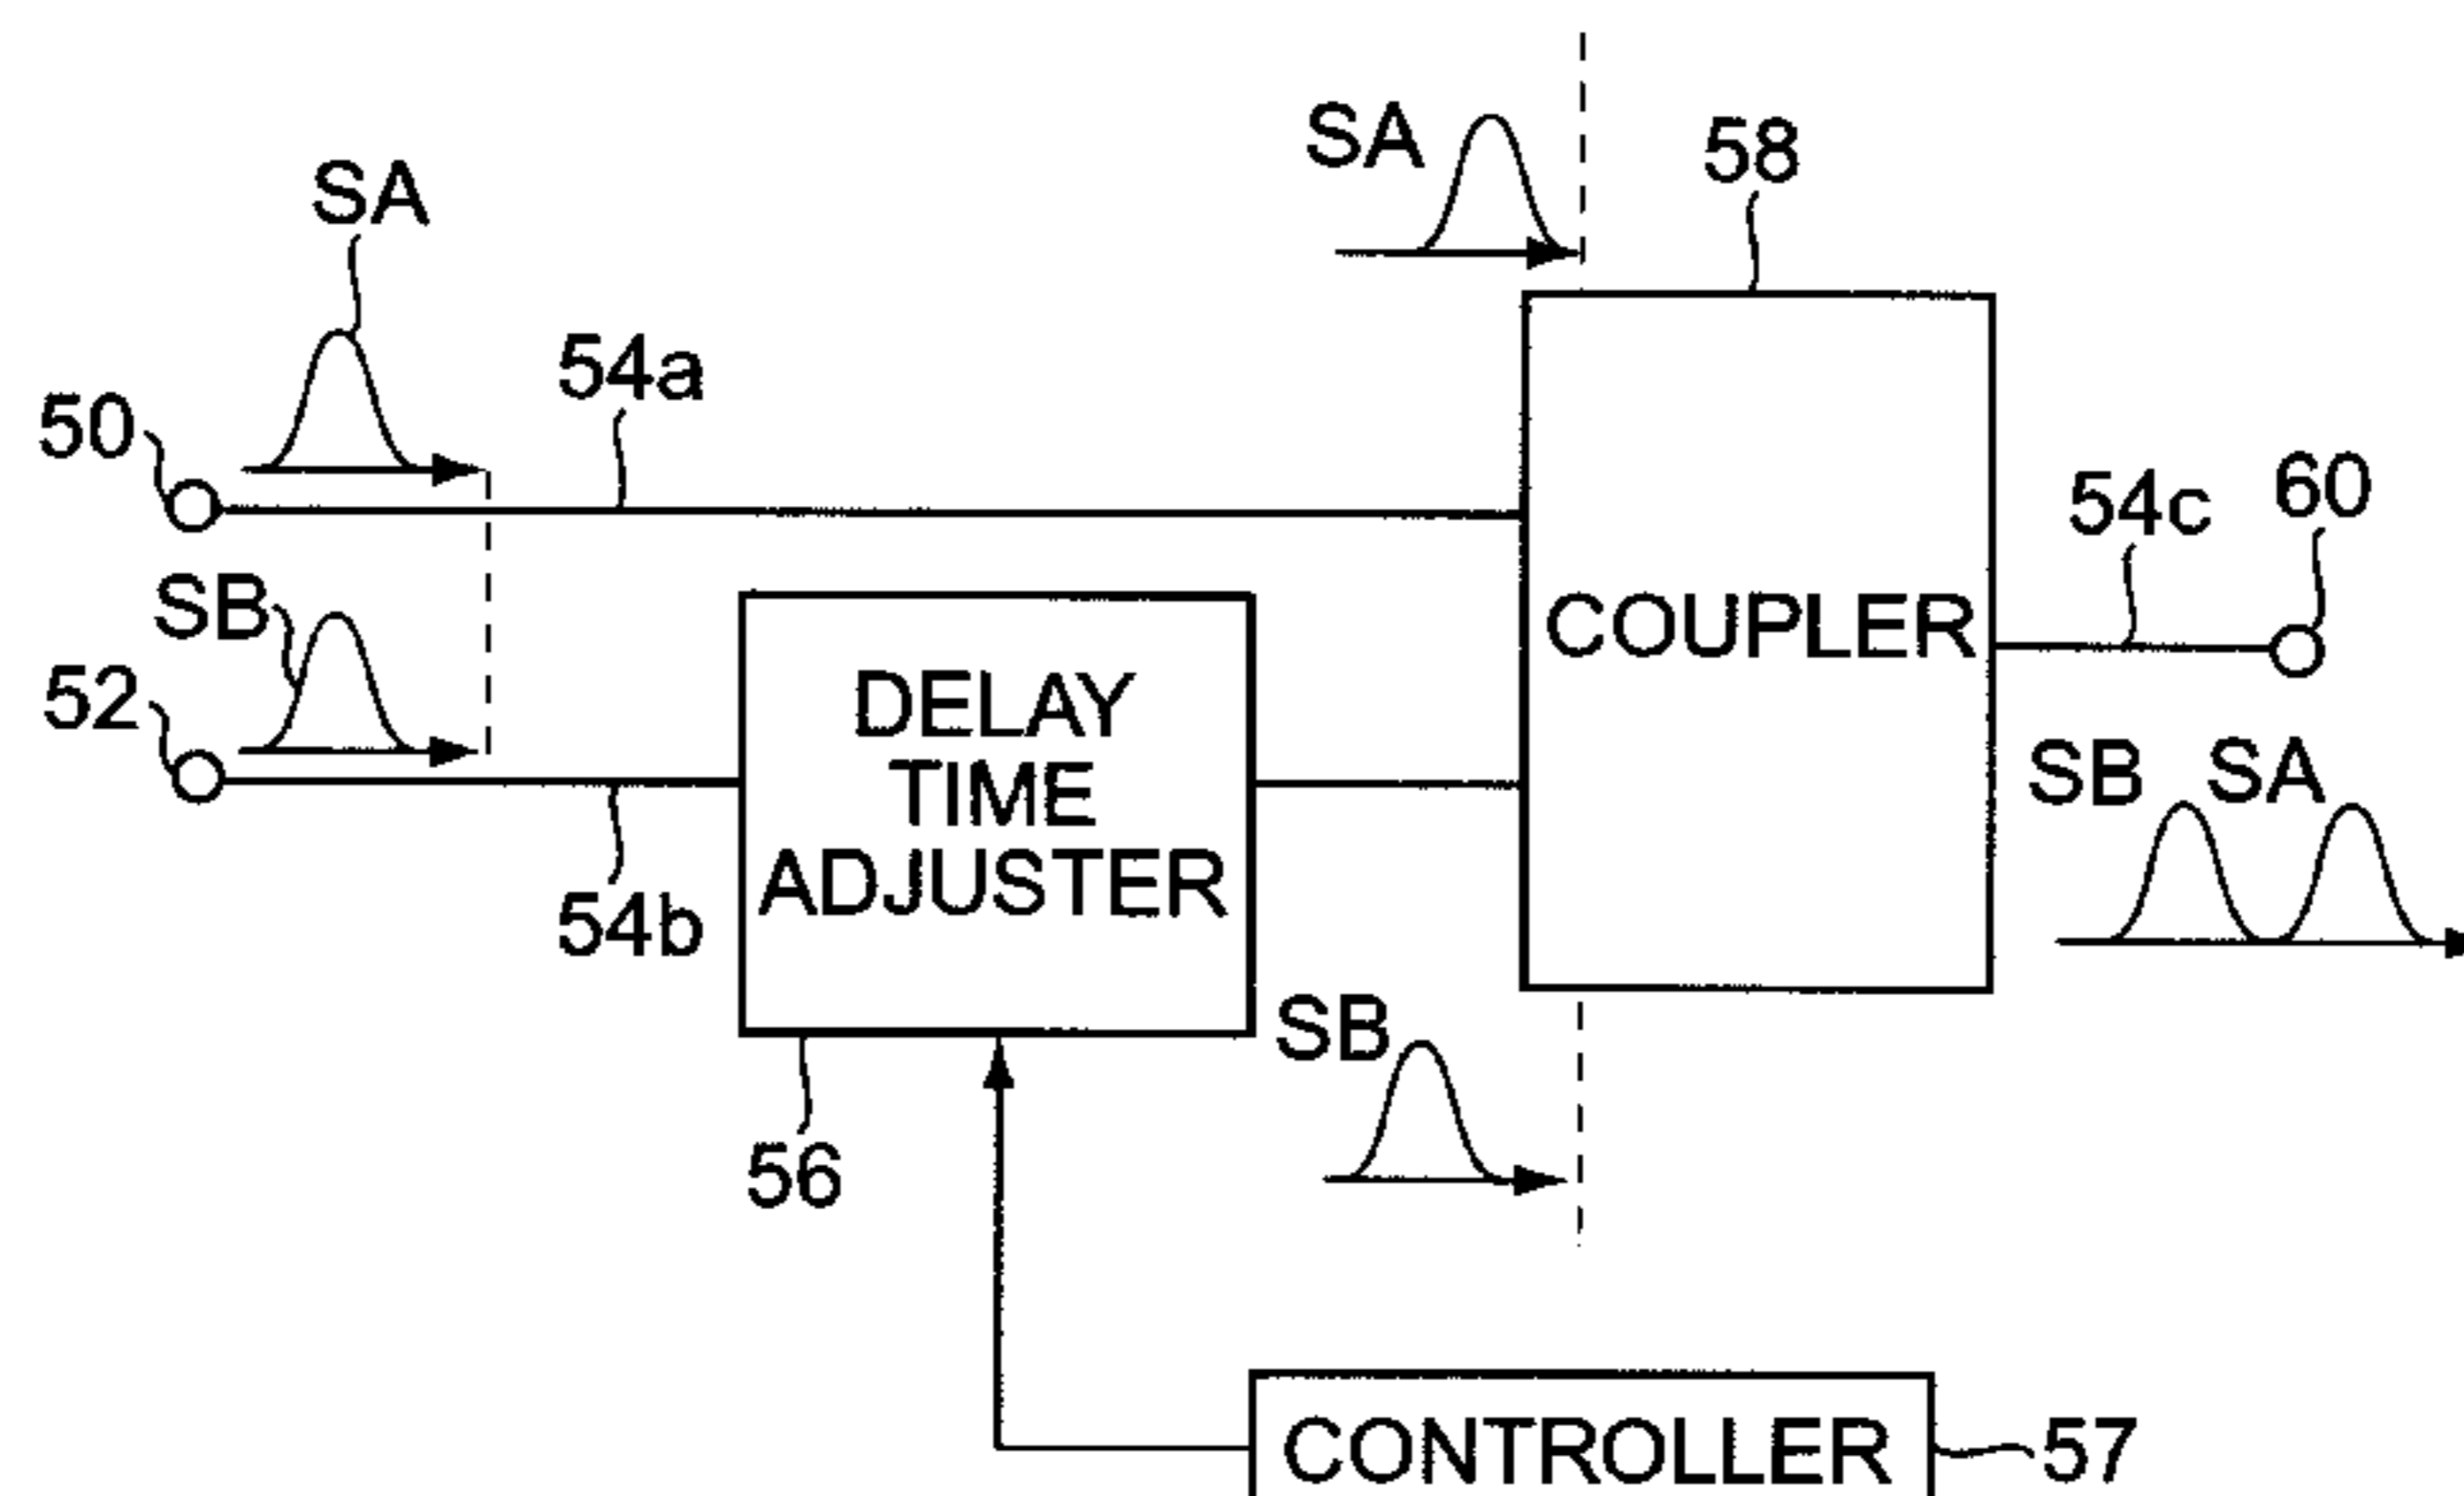 SA
58
SA
54a
50
60
54c
SB
COUPLER
52
DELAY
TIME
ADJUSTER
SB SA
54b
SB
56
CONTROLLER
57